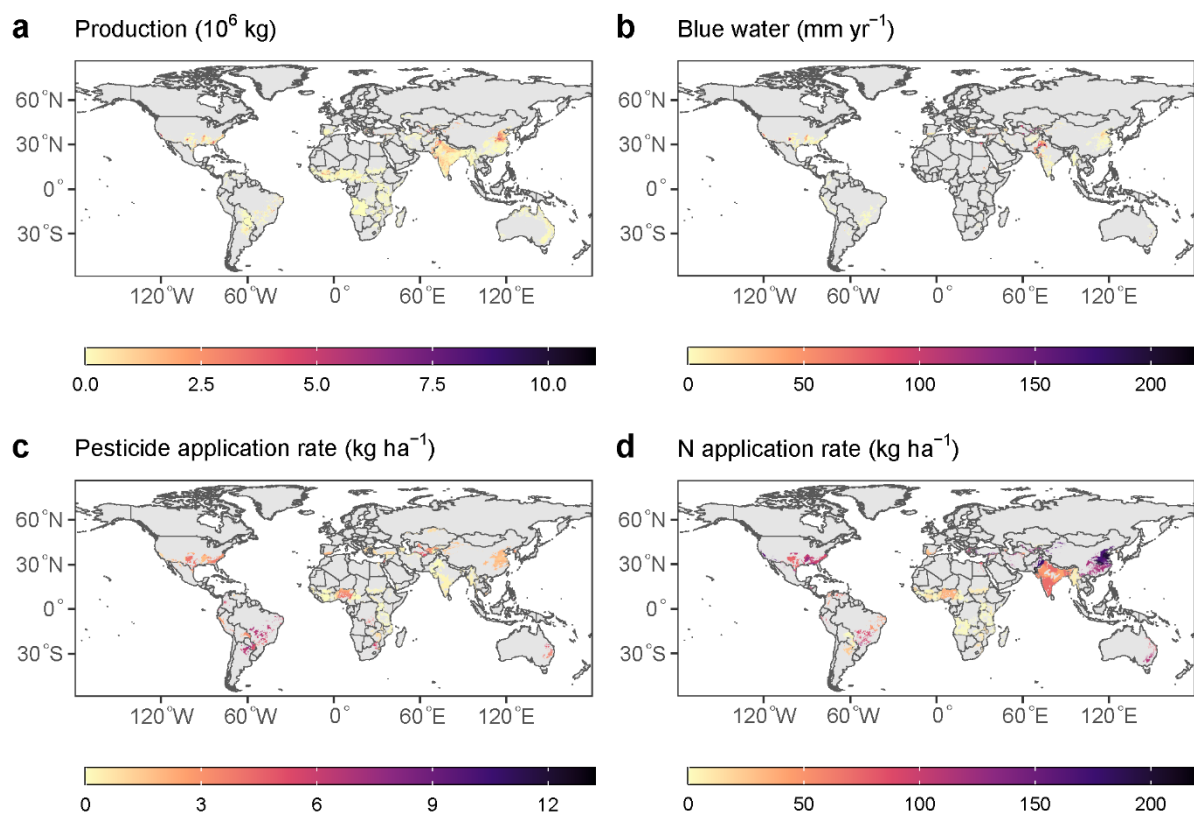 a Production (10⁶ kg)
60°N
30°N
0°
30°S
120°W 60°W 0° 60°E 120°E
0.0 2.5 5.0 7.5 10.0
b Blue water (mm yr⁻¹)
60°N
30°N
0°
30°S
120°W 60°W 0° 60°E 120°E
0 50 100 150 200
c Pesticide application rate (kg ha⁻¹)
60°N
30°N
0°
30°S
120°W 60°W 0° 60°E 120°E
0 3 6 9 12
d N application rate (kg ha⁻¹)
60°N
30°N
0°
30°S
120°W 60°W 0° 60°E 120°E
0 50 100 150 200